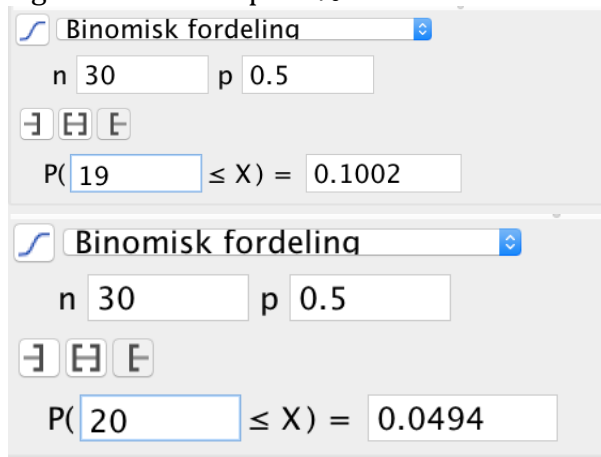 Binomisk fordeling
n 30 p 0.5
P( 19 ≤ X) = 0.1002
Binomisk fordeling
n 30 p 0.5
P( 20 ≤ X) = 0.0494